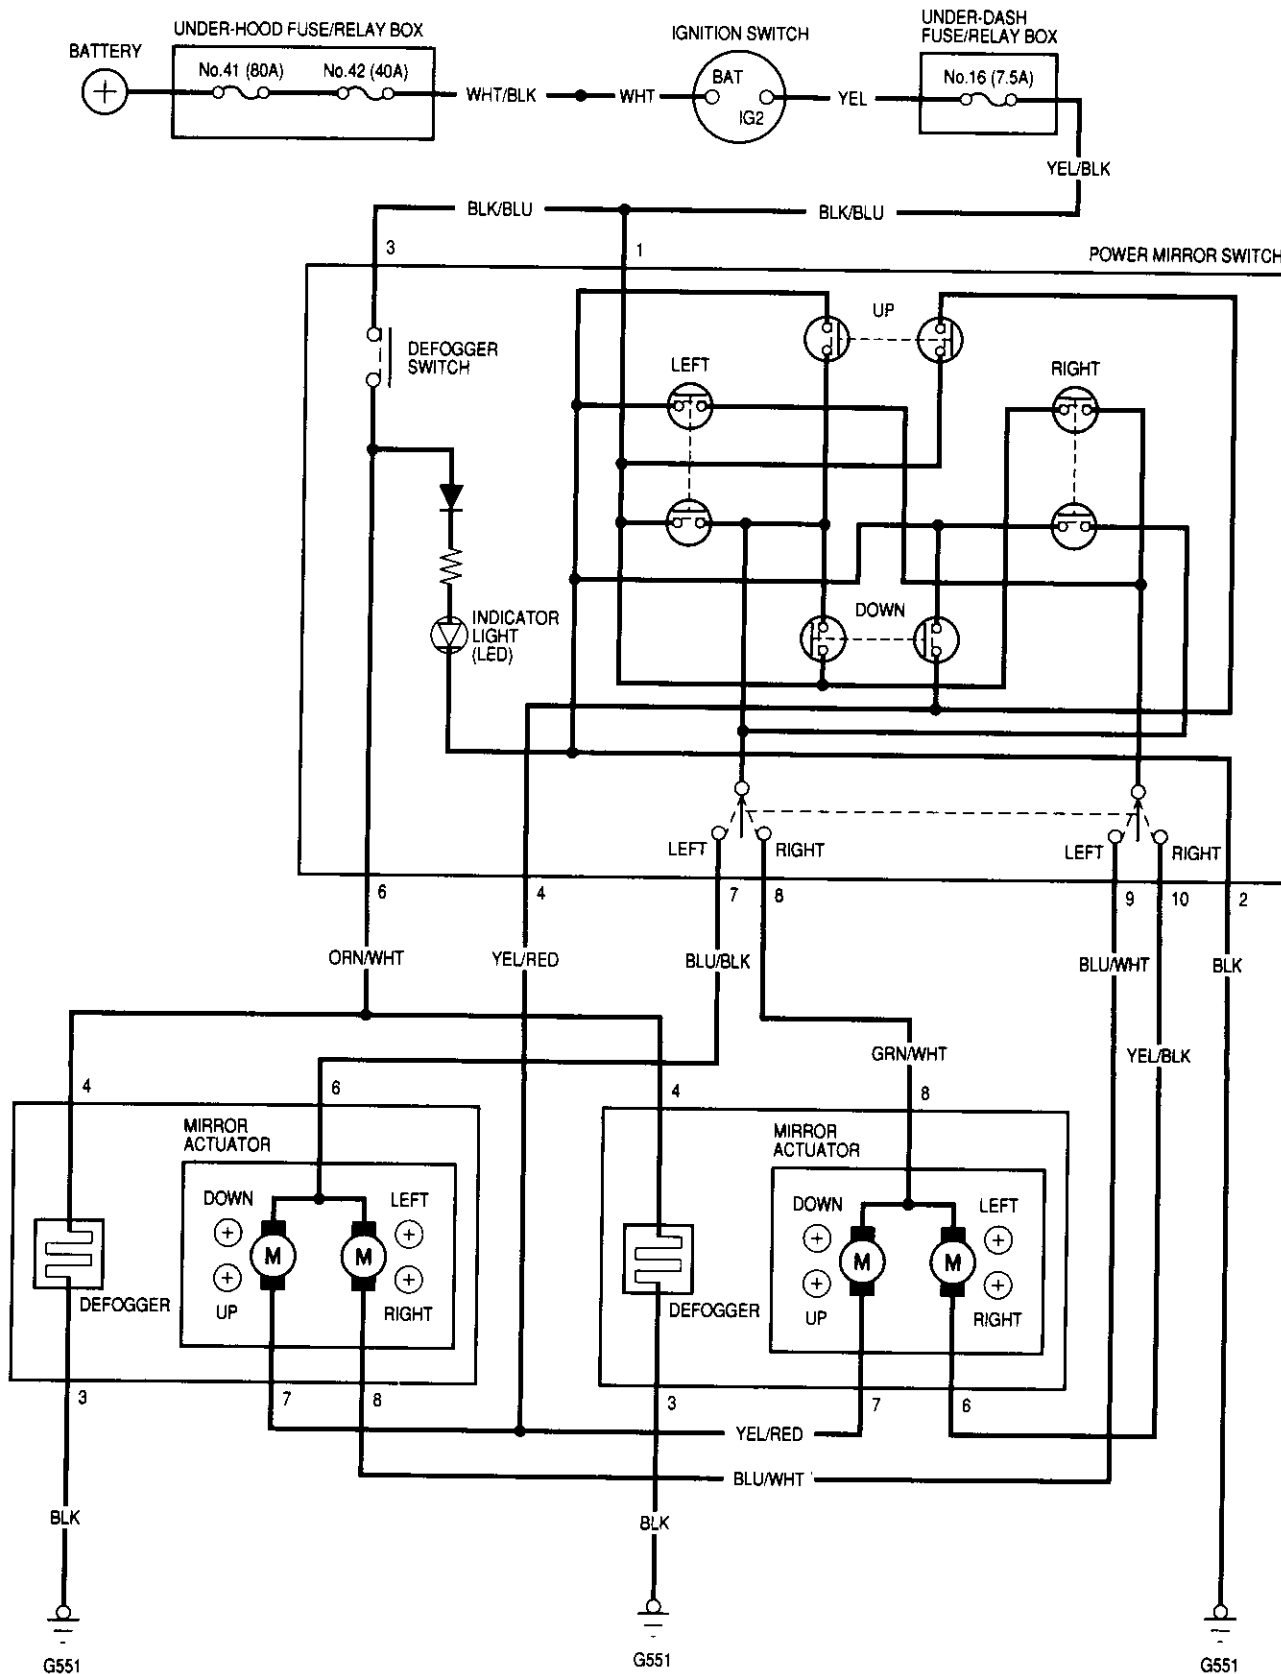 UNDER-HOOD FUSE/RELAY BOX
IGNITION SWITCH
UNDER-DASH
FUSE/RELAY BOX
BATTERY
No.41 (80A)
No.42 (40A)
BAT
No.16 (7.5A)
+
WHT/BLK
WHT
IG2
YEL
YEL/BLK
BLK/BLU
BLK/BLU
3
1
POWER MIRROR SWITCH
UP
DEFOGGER
SWITCH
LEFT
RIGHT
DOWN
INDICATOR
LIGHT
(LED)
LEFT
RIGHT
LEFT
RIGHT
6
4
7
8
9
10
2
ORN/WHT
YEL/RED
BLU/BLK
BLU/WHT
BLK
GRN/WHT
YEL/BLK
4
6
4
8
MIRROR
ACTUATOR
MIRROR
ACTUATOR
DOWN
LEFT
DOWN
LEFT
+
+
+
+
M
M
M
M
+
+
+
+
DEFOGGER
UP
RIGHT
DEFOGGER
UP
RIGHT
3
7
8
3
7
6
YEL/RED
BLU/WHT
BLK
BLK
G551
G551
G551